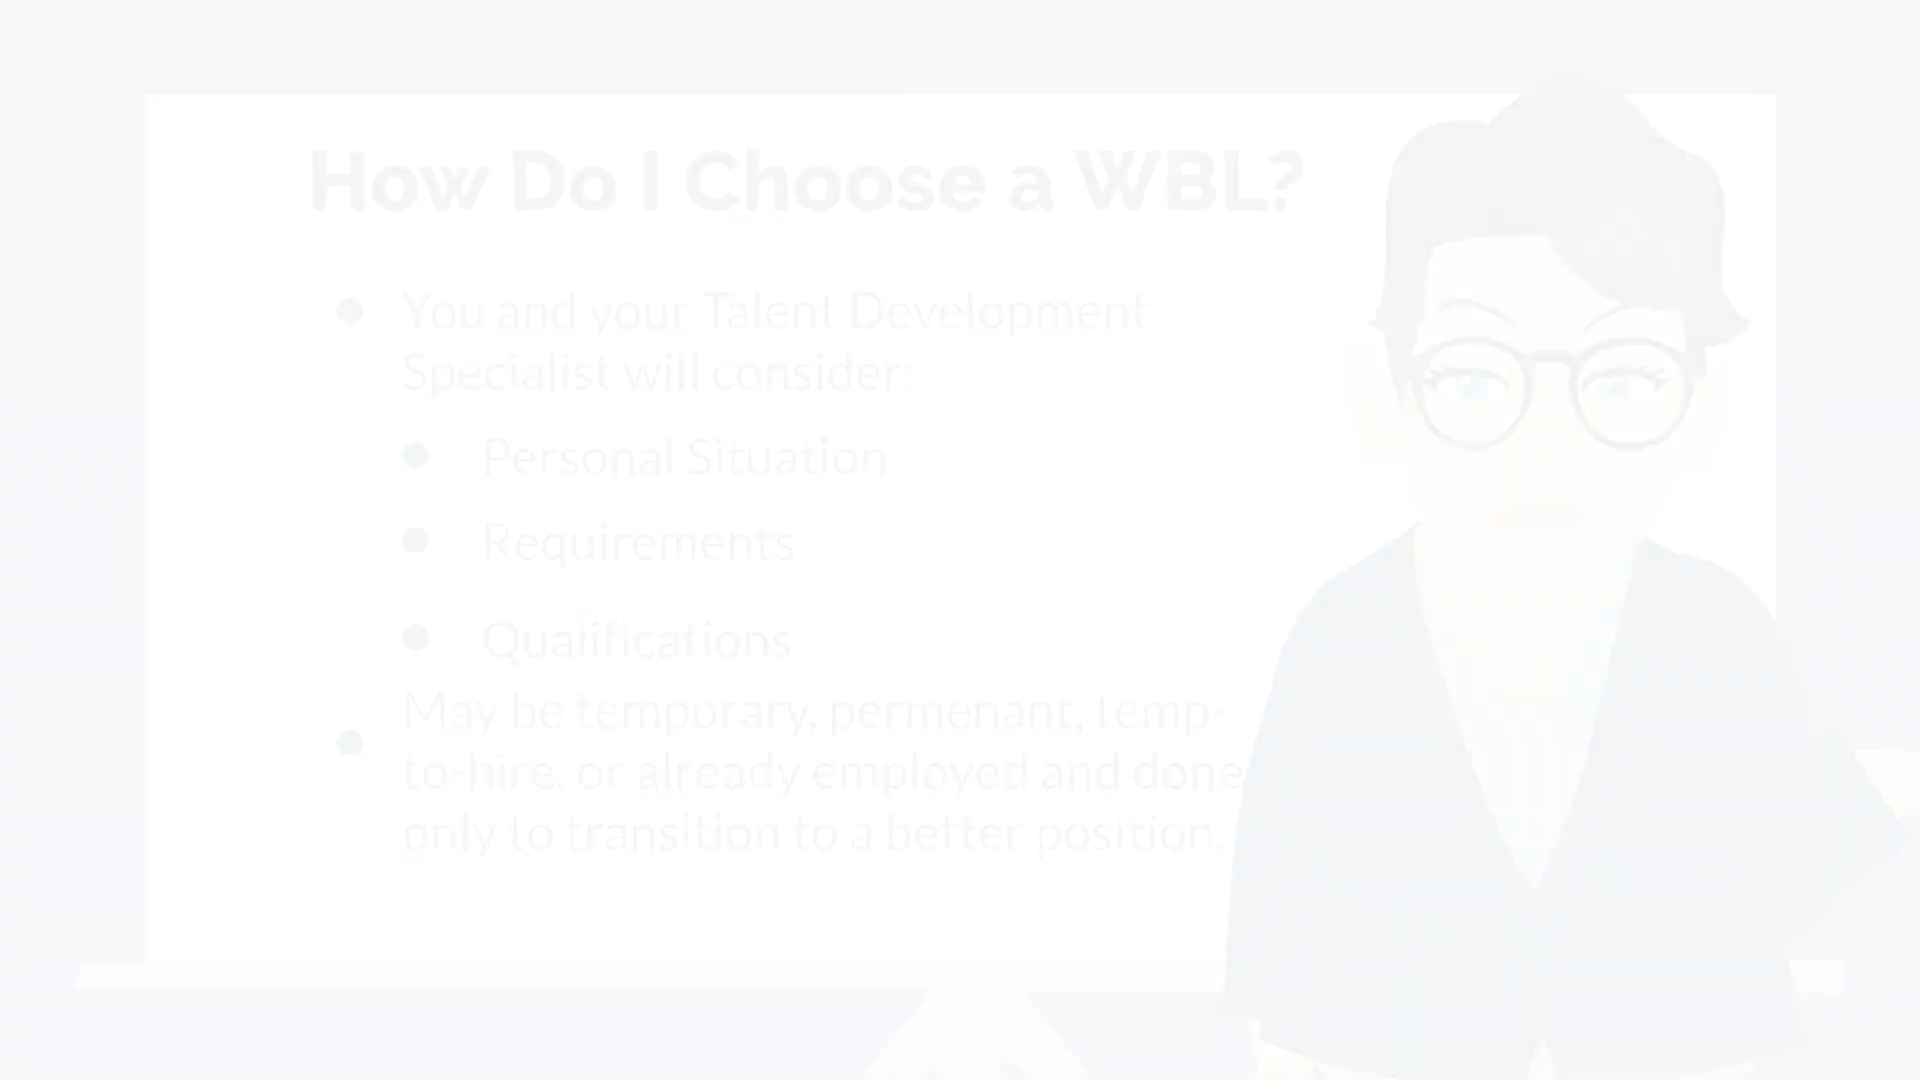 How Do I Choose a WBL?
You and your Talent Development
Specialist will consider:
Personal Situation
Requirements
Qualifications
May be temporary, permenant, temp-
to-hire, or already employed and done
only to transition to a better position.